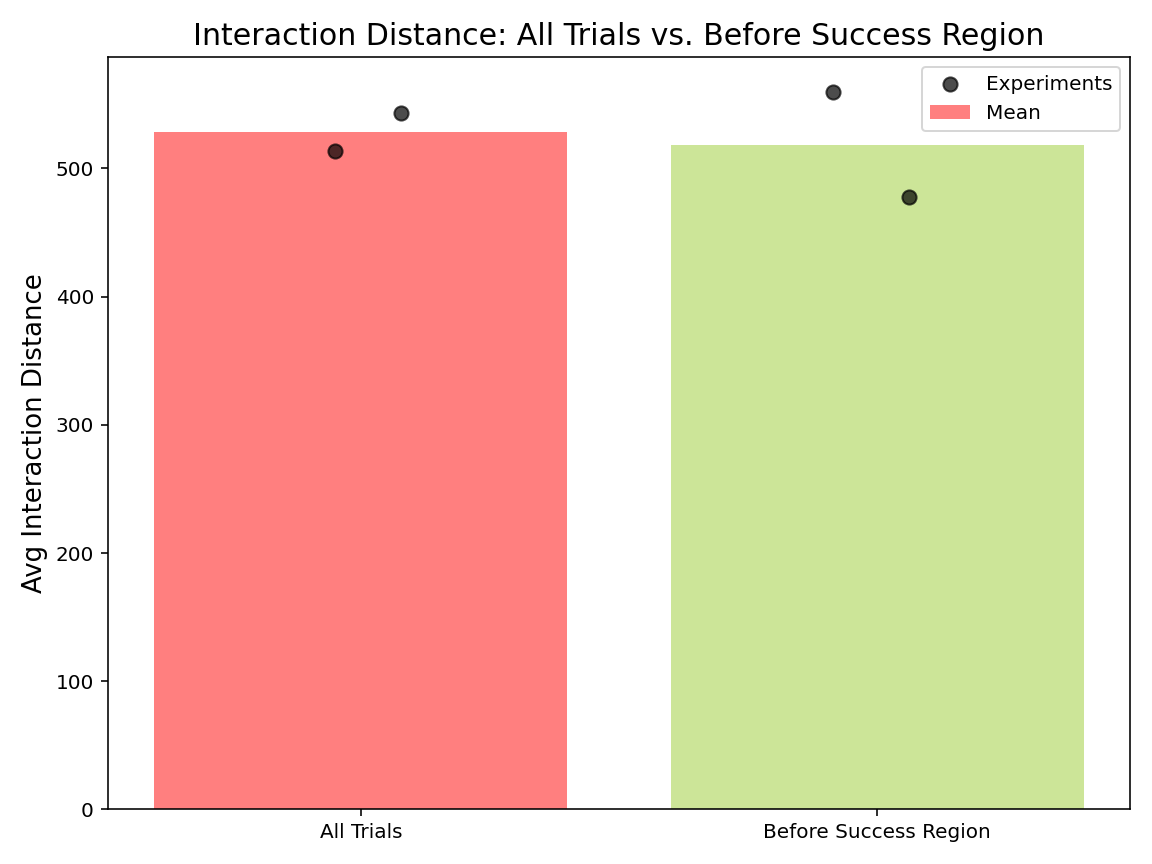 Interaction Distance: All Trials vs. Before Success Region
Experiments
Mean
Avg Interaction Distance
500
400
300
200
100
0
All Trials
Before Success Region